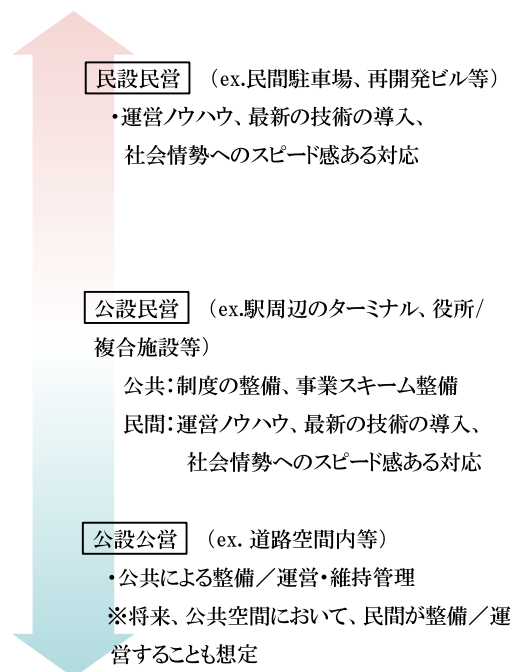 民設民営 （ex.民間駐車場、再開発ビル等）
・運営ノウハウ、最新の技術の導入、
社会情勢へのスピード感ある対応
公設民営 （ex.駅周辺のターミナル、役所/
複合施設等）
公共：制度の整備、事業スキーム整備
民間：運営ノウハウ、最新の技術の導入、
社会情勢へのスピード感ある対応
公設公営 （ex. 道路空間内等）
・公共による整備／運営・維持管理
※将来、公共空間において、民間が整備／運
営することも想定